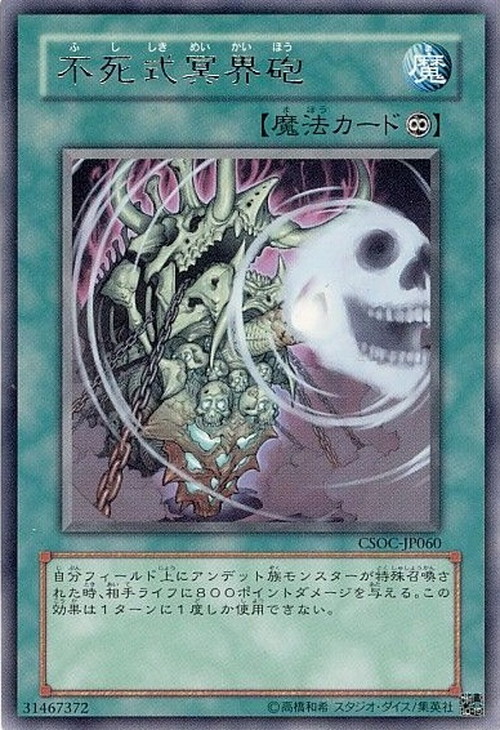 ふししきめいかいほう
不死式冥界砲
魔
まほう
【魔法カード∞】
CSOC-JP060
自分フィールド上にアンデット族モンスターが特殊召喚さ
れた時、相手ライフに８００ポイントダメージを与える。この
効果は１ターンに１度しか使用できない。
31467372
©高橋和希 スタジオ・ダイス/集英社